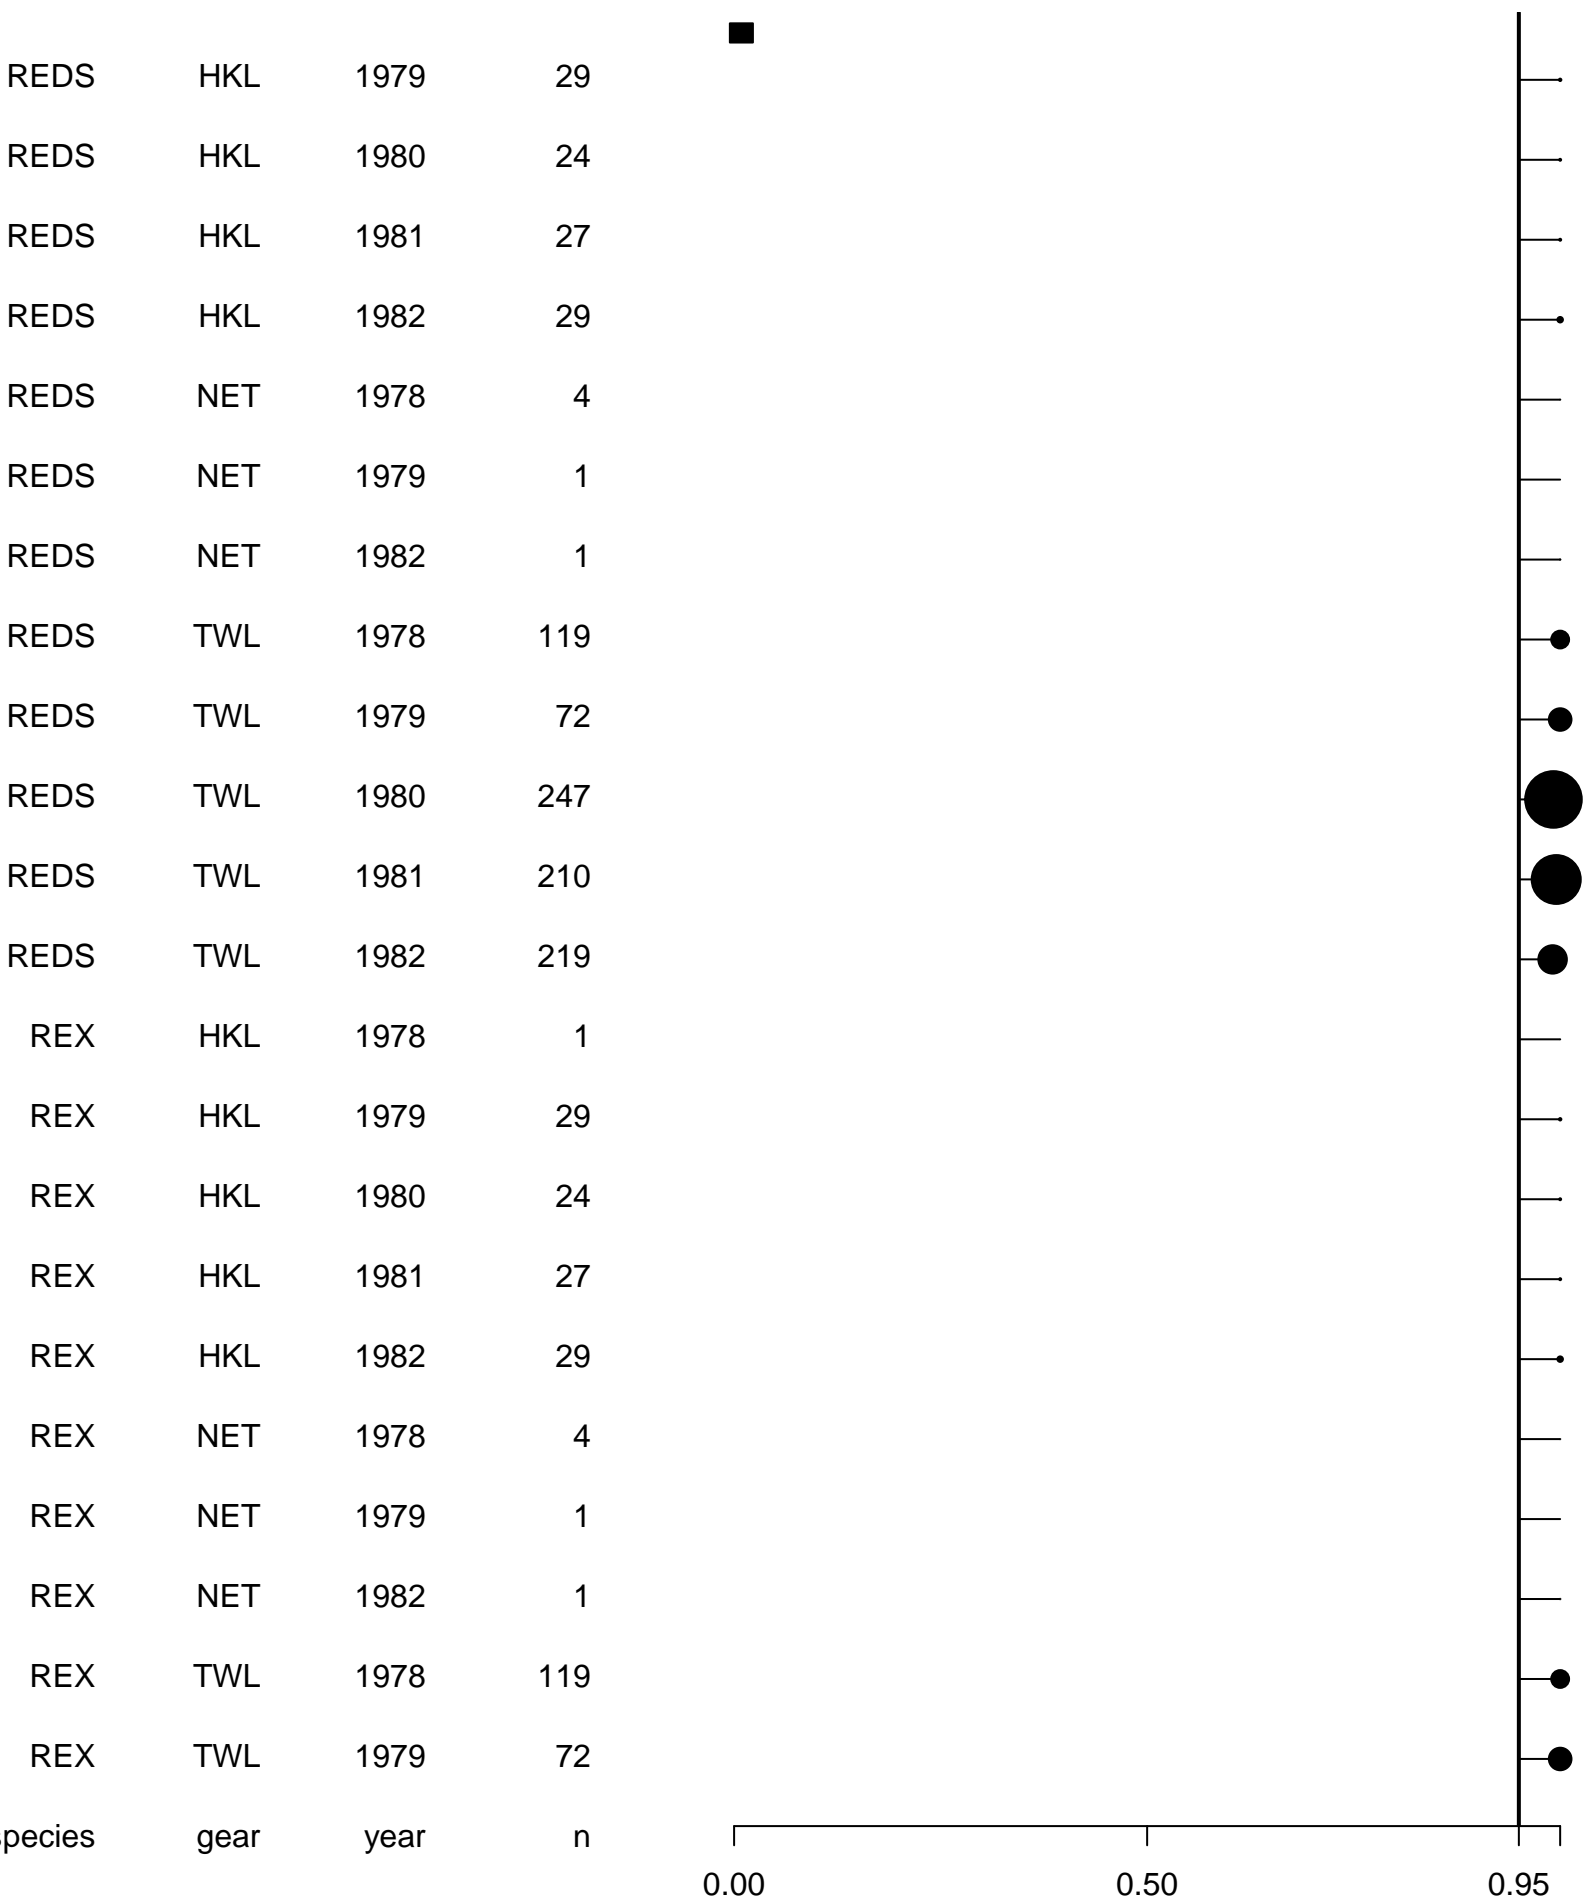 REDS HKL 1979 29
REDS HKL 1980 24
REDS HKL 1981 27
REDS HKL 1982 29
REDS NET 1978 4
REDS NET 1979 1
REDS NET 1982 1
REDS TWL 1978 119
REDS TWL 1979 72
REDS TWL 1980 247
REDS TWL 1981 210
REDS TWL 1982 219
REX HKL 1978 1
REX HKL 1979 29
REX HKL 1980 24
REX HKL 1981 27
REX HKL 1982 29
REX NET 1978 4
REX NET 1979 1
REX NET 1982 1
REX TWL 1978 119
REX TWL 1979 72
species gear year n
0.00 0.50 0.95